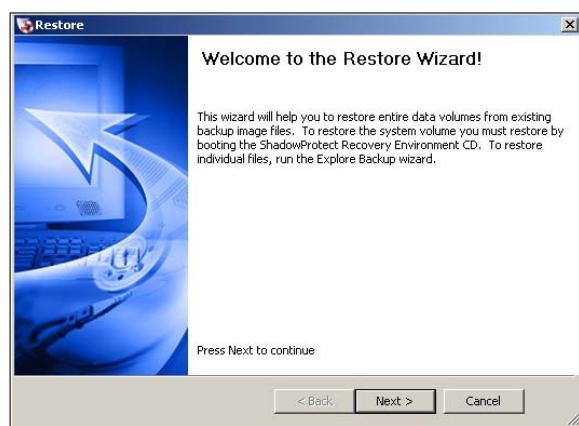 Restore
Welcome to the Restore Wizard!
This wizard will help you to restore entire data volumes from existing
backup image files. To restore the system volume you must restore by
booting the ShadowProtect Recovery Environment CD. To restore
individual files, run the Explore Backup wizard.
Press Next to continue
< Back
Next >
Cancel